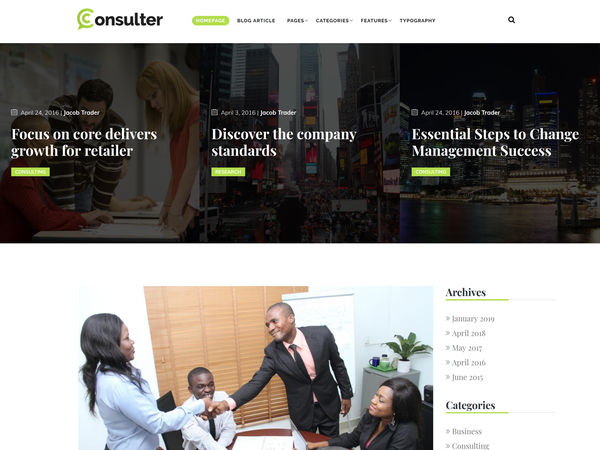 Consulter
HOMEPAGE BLOG ARTICLE PAGES CATEGORIES FEATURES TYPOGRAPHY
April 24, 2016 | Jacob Trader
Focus on core delivers
growth for retailer
CONSULTING
April 3, 2016 | Jacob Trader
Discover the company
standards
RESEARCH
April 24, 2016 | Jacob Trader
Essential Steps to Change
Management Success
CONSULTING
Archives
» January 2019
» April 2018
» May 2017
» April 2016
» June 2015
Categories
» Business
» Consulting